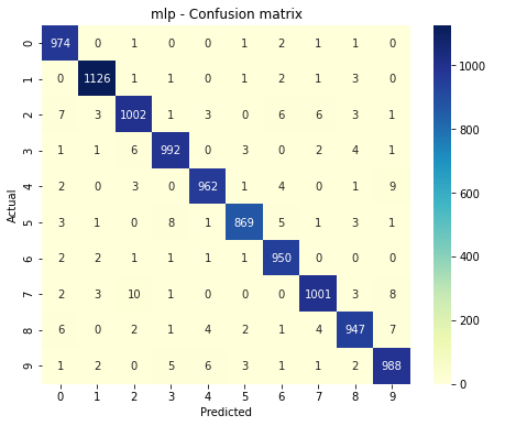 mlp - Confusion matrix
0 974 0 1 0 0 1 2 1 1 0
1 0 1126 1 1 0 1 2 1 3 0
2 7 3 1002 1 3 0 6 6 3 1
3 1 1 6 992 0 3 0 2 4 1
4 2 0 3 0 962 1 4 0 1 9
5 3 1 0 8 1 869 5 1 3 1
6 2 2 1 1 1 1 950 0 0 0
7 2 3 10 1 0 0 0 1001 3 8
8 6 0 2 1 4 2 1 4 947 7
9 1 2 0 5 6 3 1 1 2 988
0 1 2 3 4 5 6 7 8 9
Actual
Predicted
1000
800
600
400
200
0